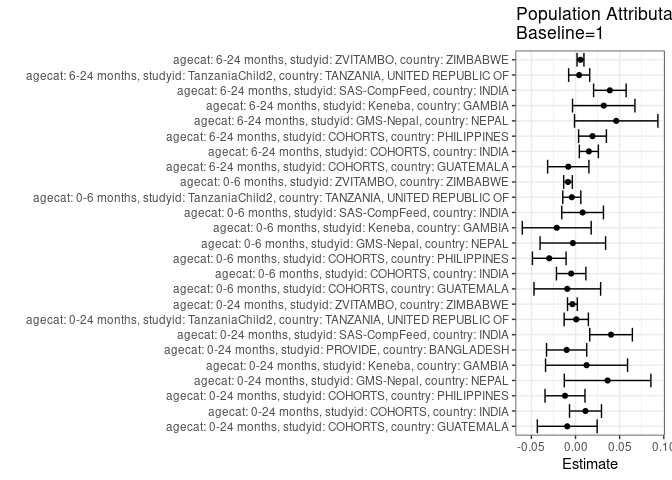 Population Attributa
Baseline=1
agecat: 6-24 months, studyid: ZVITAMBO, country: ZIMBABWE
agecat: 6-24 months, studyid: TanzaniaChild2, country: TANZANIA, UNITED REPUBLIC OF
agecat: 6-24 months, studyid: SAS-CompFeed, country: INDIA
agecat: 6-24 months, studyid: Keneba, country: GAMBIA
agecat: 6-24 months, studyid: GMS-Nepal, country: NEPAL
agecat: 6-24 months, studyid: COHORTS, country: PHILIPPINES
agecat: 6-24 months, studyid: COHORTS, country: INDIA
agecat: 6-24 months, studyid: COHORTS, country: GUATEMALA
agecat: 0-6 months, studyid: ZVITAMBO, country: ZIMBABWE
agecat: 0-6 months, studyid: TanzaniaChild2, country: TANZANIA, UNITED REPUBLIC OF
agecat: 0-6 months, studyid: SAS-CompFeed, country: INDIA
agecat: 0-6 months, studyid: Keneba, country: GAMBIA
agecat: 0-6 months, studyid: GMS-Nepal, country: NEPAL
agecat: 0-6 months, studyid: COHORTS, country: PHILIPPINES
agecat: 0-6 months, studyid: COHORTS, country: INDIA
agecat: 0-6 months, studyid: COHORTS, country: GUATEMALA
agecat: 0-24 months, studyid: ZVITAMBO, country: ZIMBABWE
agecat: 0-24 months, studyid: TanzaniaChild2, country: TANZANIA, UNITED REPUBLIC OF
agecat: 0-24 months, studyid: SAS-CompFeed, country: INDIA
agecat: 0-24 months, studyid: PROVIDE, country: BANGLADESH
agecat: 0-24 months, studyid: Keneba, country: GAMBIA
agecat: 0-24 months, studyid: GMS-Nepal, country: NEPAL
agecat: 0-24 months, studyid: COHORTS, country: PHILIPPINES
agecat: 0-24 months, studyid: COHORTS, country: INDIA
agecat: 0-24 months, studyid: COHORTS, country: GUATEMALA
-0.05 0.00 0.05 0.10
Estimate